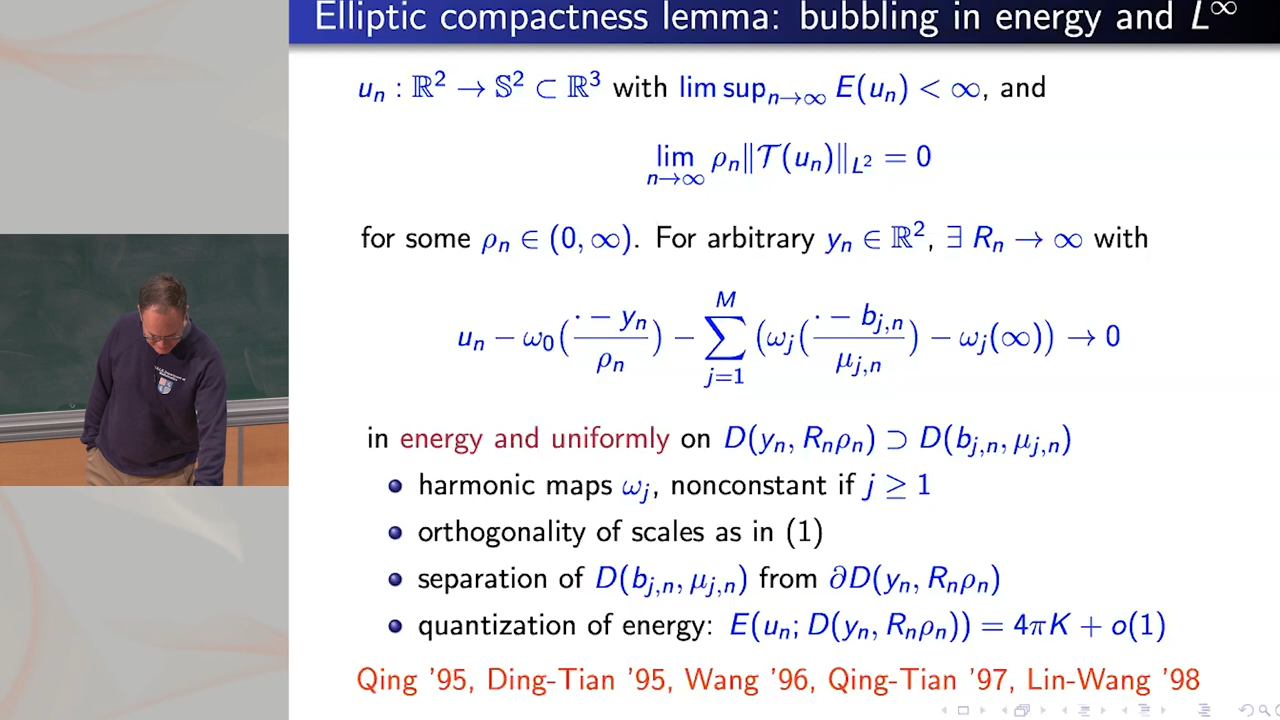 Elliptic compactness lemma: bubbling in energy and L^∞
u_n : ℝ² → 𝕊² ⊂ ℝ³ with lim sup_{n→∞} E(u_n) < ∞, and
lim_{n→∞} ρ_n‖𝒯(u_n)‖_{L²} = 0
for some ρ_n ∈ (0, ∞). For arbitrary y_n ∈ ℝ², ∃ R_n → ∞ with
u_n − ω_0((· − y_n)/ρ_n) − ∑_{j=1}^{M} (ω_j((· − b_{j,n})/μ_{j,n}) − ω_j(∞)) → 0
in energy and uniformly on D(y_n, R_nρ_n) ⊃ D(b_{j,n}, μ_{j,n})
• harmonic maps ω_j, nonconstant if j ≥ 1
• orthogonality of scales as in (1)
• separation of D(b_{j,n}, μ_{j,n}) from ∂D(y_n, R_nρ_n)
• quantization of energy: E(u_n; D(y_n, R_nρ_n)) = 4πK + o(1)
Qing '95, Ding-Tian '95, Wang '96, Qing-Tian '97, Lin-Wang '98